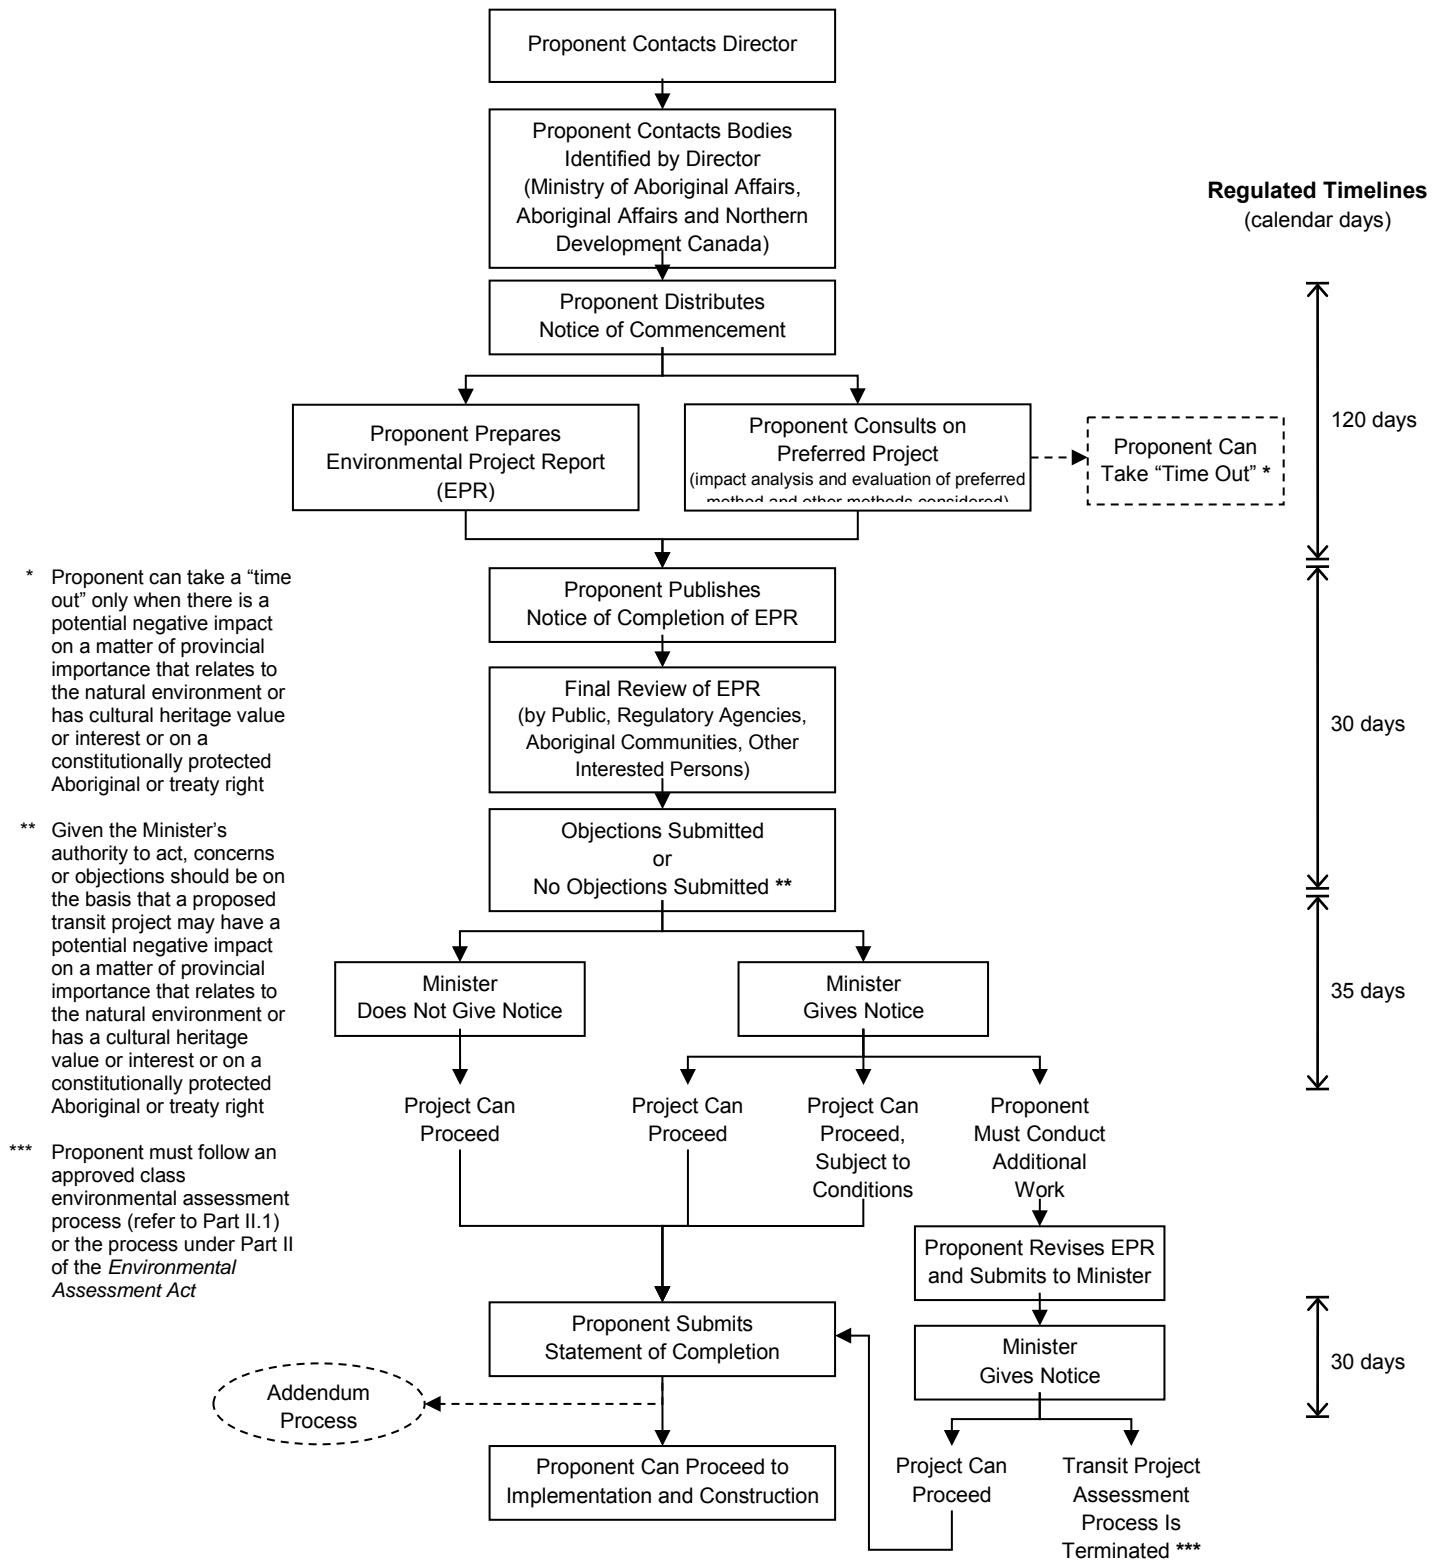 Proponent Contacts Director
Proponent Contacts Bodies
Identified by Director
(Ministry of Aboriginal Affairs,
Aboriginal Affairs and Northern
Development Canada)
Regulated Timelines
(calendar days)
Proponent Distributes
Notice of Commencement
Proponent Prepares
Environmental Project Report
(EPR)
Proponent Consults on
Preferred Project
(impact analysis and evaluation of preferred
method and other methods considered)
Proponent Can
Take “Time Out” *
120 days
* Proponent can take a “time
out” only when there is a
potential negative impact
on a matter of provincial
importance that relates to
the natural environment or
has cultural heritage value
or interest or on a
constitutionally protected
Aboriginal or treaty right
Proponent Publishes
Notice of Completion of EPR
Final Review of EPR
(by Public, Regulatory Agencies,
Aboriginal Communities, Other
Interested Persons)
30 days
** Given the Minister’s
authority to act, concerns
or objections should be on
the basis that a proposed
transit project may have a
potential negative impact
on a matter of provincial
importance that relates to
the natural environment or
has a cultural heritage
value or interest or on a
constitutionally protected
Aboriginal or treaty right
Objections Submitted
or
No Objections Submitted **
Minister
Does Not Give Notice
Minister
Gives Notice
35 days
Project Can
Proceed
Project Can
Proceed
Project Can
Proceed,
Subject to
Conditions
Proponent
Must Conduct
Additional
Work
*** Proponent must follow an
approved class
environmental assessment
process (refer to Part II.1)
or the process under Part II
of the Environmental
Assessment Act
Proponent Revises EPR
and Submits to Minister
Proponent Submits
Statement of Completion
Minister
Gives Notice
30 days
Addendum
Process
Proponent Can Proceed to
Implementation and Construction
Project Can
Proceed
Transit Project
Assessment
Process Is
Terminated ***